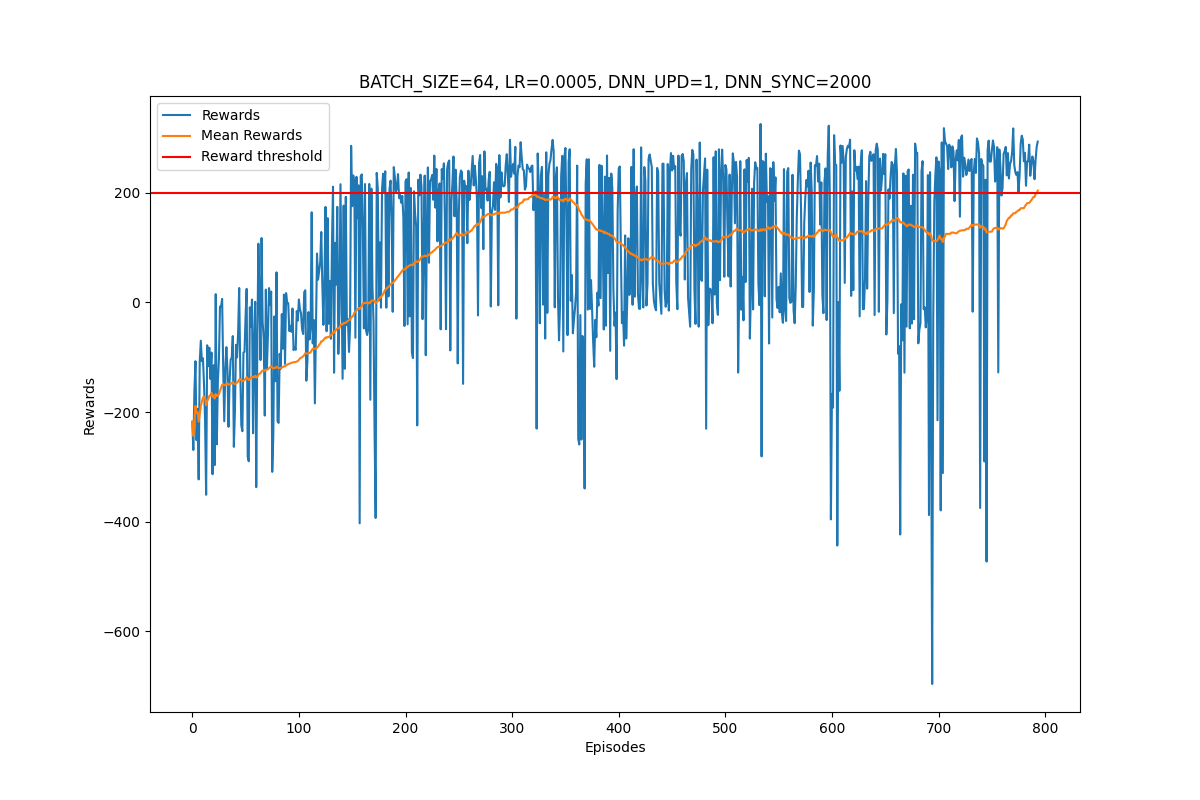 BATCH_SIZE=64, LR=0.0005, DNN_UPD=1, DNN_SYNC=2000
Rewards
Mean Rewards
Reward threshold
200
0
−200
−400
−600
Rewards
0 100 200 300 400 500 600 700 800
Episodes